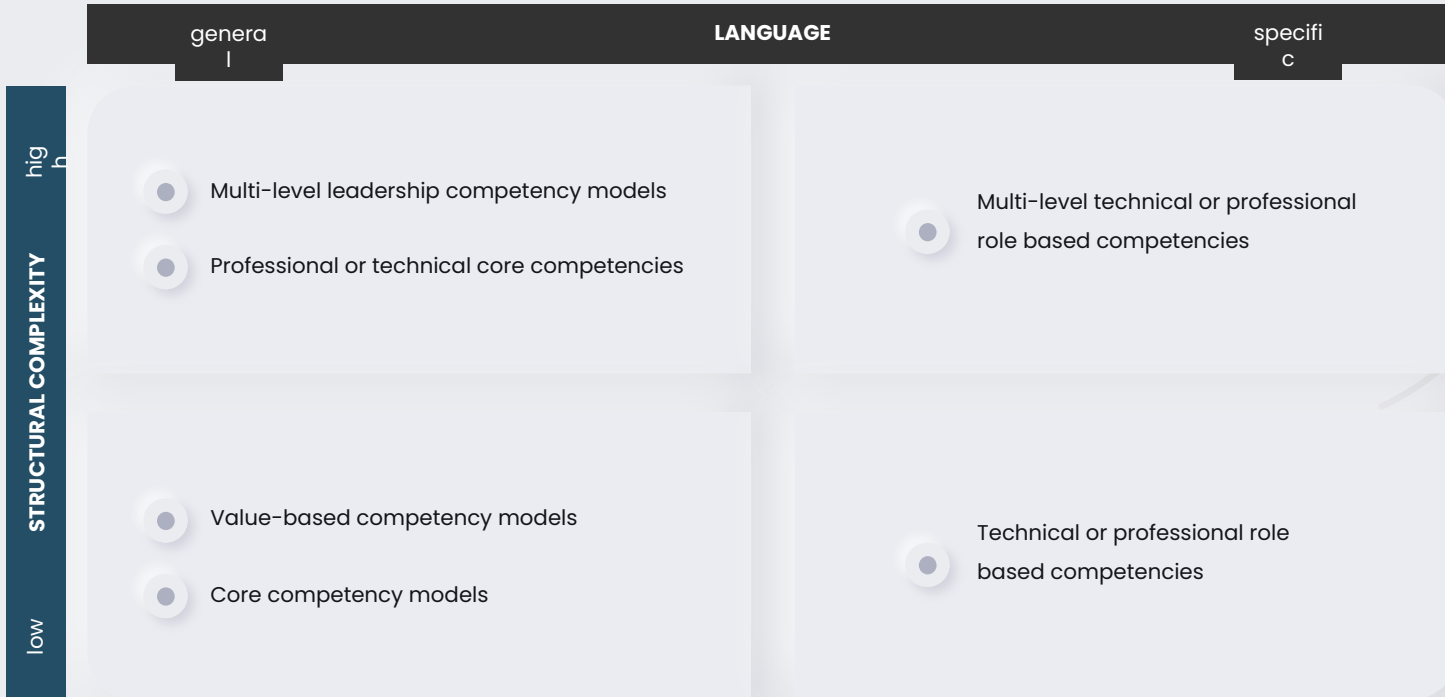 LANGUAGE
genera
l
specifi
c
hig
h
STRUCTURAL COMPLEXITY
low
Multi-level leadership competency models
Professional or technical core competencies
Multi-level technical or professional
role based competencies
Value-based competency models
Core competency models
Technical or professional role
based competencies